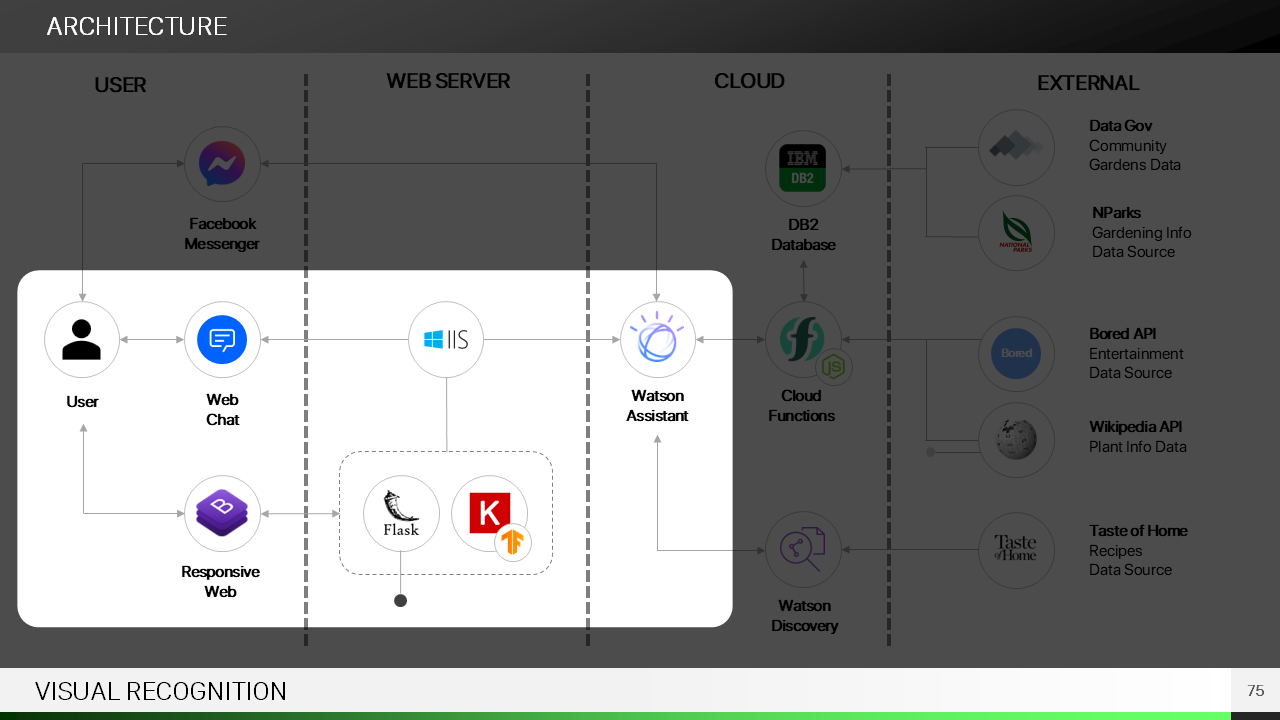 ARCHITECTURE
USER
WEB SERVER
CLOUD
EXTERNAL
Facebook
Messenger
IBM
DB2
DB2
Database
Data Gov
Community
Gardens Data
NATIONAL
PARKS
NParks
Gardening Info
Data Source
User
Web
Chat
IIS
Watson
Assistant
JS
Cloud
Functions
Bored
Bored API
Entertainment
Data Source
Wikipedia API
Plant Info Data
Responsive
Web
Flask
K
Watson
Discovery
Taste
of Home
Taste of Home
Recipes
Data Source
VISUAL RECOGNITION
75